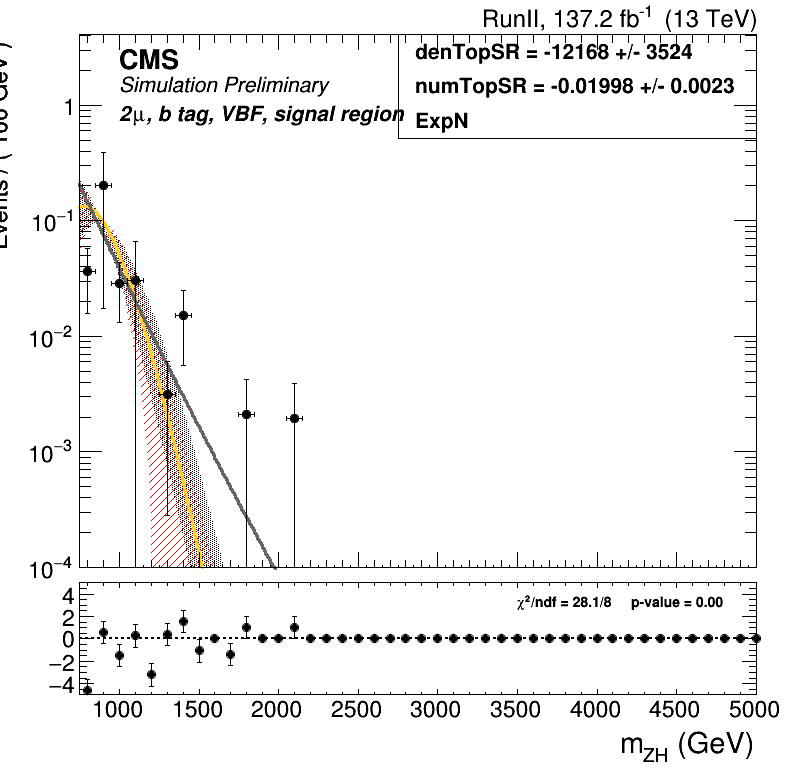 RunII, 137.2 fb⁻¹ (13 TeV)
CMS
Simulation Preliminary
2μ, b tag, VBF, signal region
denTopSR = -12168 +/- 3524
numTopSR = -0.01998 +/- 0.0023
ExpN
Events / ( 100 GeV )
1
10⁻¹
10⁻²
10⁻³
10⁻⁴
χ²/ndf = 28.1/8 p-value = 0.00
4
2
0
−2
−4
1000 1500 2000 2500 3000 3500 4000 4500 5000
m_ZH (GeV)